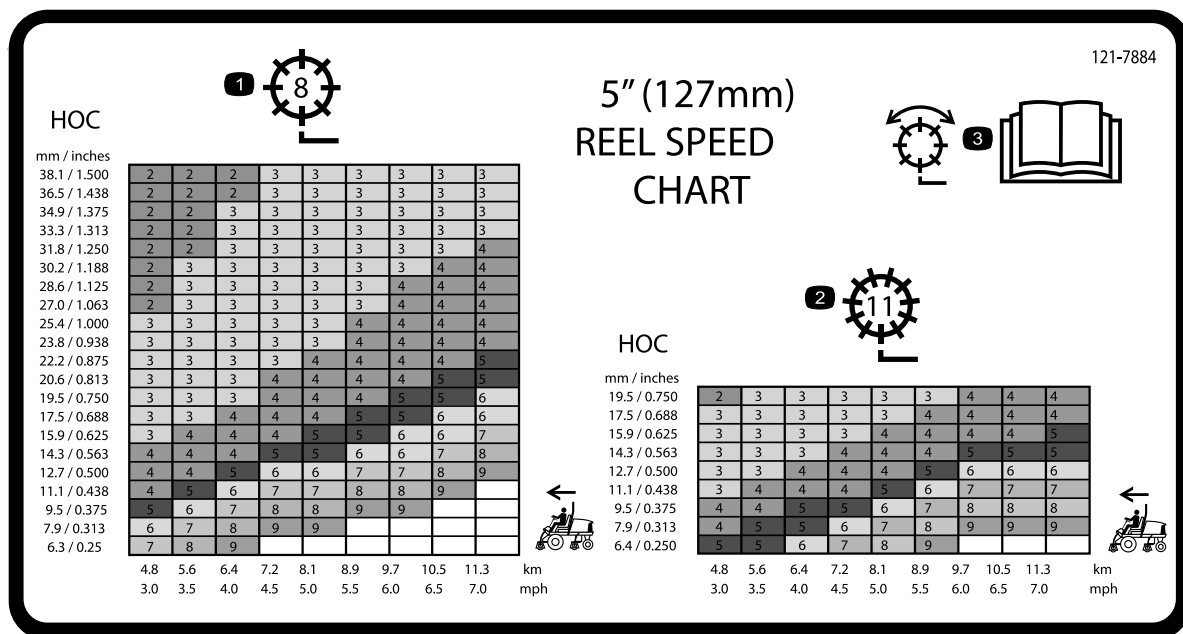 121-7884
5" (127mm)
REEL SPEED
CHART
1
8
HOC
mm / inches
38.1 / 1.500 2 2 2 3 3 3 3 3 3
36.5 / 1.438 2 2 2 3 3 3 3 3 3
34.9 / 1.375 2 2 3 3 3 3 3 3 3
33.3 / 1.313 2 2 3 3 3 3 3 3 3
31.8 / 1.250 2 2 3 3 3 3 3 3 4
30.2 / 1.188 2 3 3 3 3 3 3 4 4
28.6 / 1.125 2 3 3 3 3 3 4 4 4
27.0 / 1.063 2 3 3 3 3 3 4 4 4
25.4 / 1.000 3 3 3 3 3 4 4 4 4
23.8 / 0.938 3 3 3 3 3 4 4 4 4
22.2 / 0.875 3 3 3 3 4 4 4 4 5
20.6 / 0.813 3 3 3 4 4 4 4 5 5
19.5 / 0.750 3 3 3 4 4 4 5 5 6
17.5 / 0.688 3 3 4 4 4 5 5 6 6
15.9 / 0.625 3 4 4 4 5 5 6 6 7
14.3 / 0.563 4 4 4 5 5 6 6 7 8
12.7 / 0.500 4 4 5 6 6 7 7 8 9
11.1 / 0.438 4 5 6 7 7 8 8 9
9.5 / 0.375 5 6 7 8 8 9 9
7.9 / 0.313 6 7 8 9 9
6.3 / 0.25 7 8 9
4.8 5.6 6.4 7.2 8.1 8.9 9.7 10.5 11.3 km
3.0 3.5 4.0 4.5 5.0 5.5 6.0 6.5 7.0 mph
3
2
11
HOC
mm / inches
19.5 / 0.750 2 3 3 3 3 3 4 4 4
17.5 / 0.688 3 3 3 3 3 4 4 4 4
15.9 / 0.625 3 3 3 3 4 4 4 4 5
14.3 / 0.563 3 3 3 4 4 4 5 5 5
12.7 / 0.500 3 3 4 4 4 5 6 6 6
11.1 / 0.438 3 4 4 4 5 6 7 7 7
9.5 / 0.375 4 4 5 5 6 7 8 8 8
7.9 / 0.313 4 5 5 6 7 8 9 9 9
6.4 / 0.250 5 5 6 7 8 9
4.8 5.6 6.4 7.2 8.1 8.9 9.7 10.5 11.3 km
3.0 3.5 4.0 4.5 5.0 5.5 6.0 6.5 7.0 mph